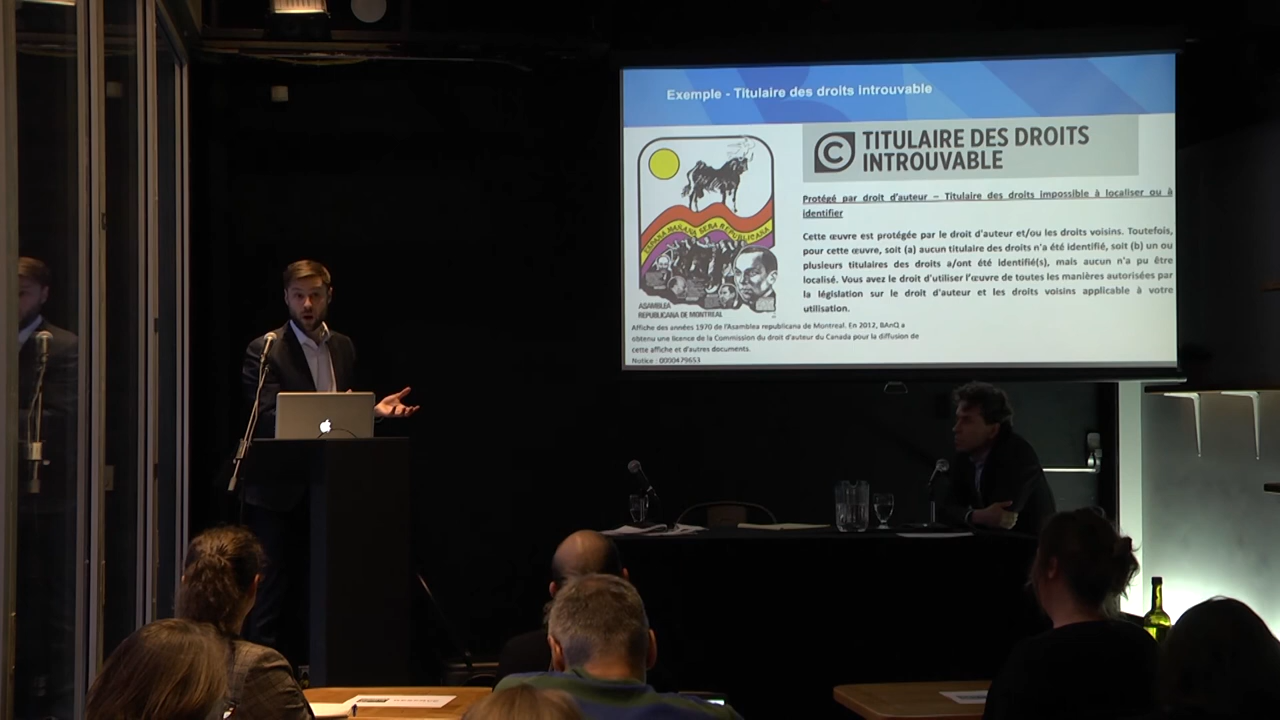 Exemple - Titulaire des droits introuvable
TITULAIRE DES DROITS
INTROUVABLE
Protégé par droit d'auteur – Titulaire des droits impossible à localiser ou à
identifier
Cette œuvre est protégée par le droit d'auteur et/ou les droits voisins. Toutefois,
pour cette œuvre, soit (a) aucun titulaire des droits n'a été identifié, soit (b) un ou
plusieurs titulaires des droits a/ont été identifié(s), mais aucun n'a pu être
localisé. Vous avez le droit d'utiliser l'œuvre de toutes les manières autorisées par
la législation sur le droit d'auteur et les droits voisins applicable à votre
utilisation.
ESPAÑA MAÑANA SERA REPUBLICANA
ASAMBLEA
REPUBLICANA DE MONTREAL
Affiche des années 1970 de l'Asamblea republicana de Montreal. En 2012, BAnQ a
obtenu une licence de la Commission du droit d'auteur du Canada pour la diffusion de
cette affiche et d'autres documents.
Notice : 0000479653